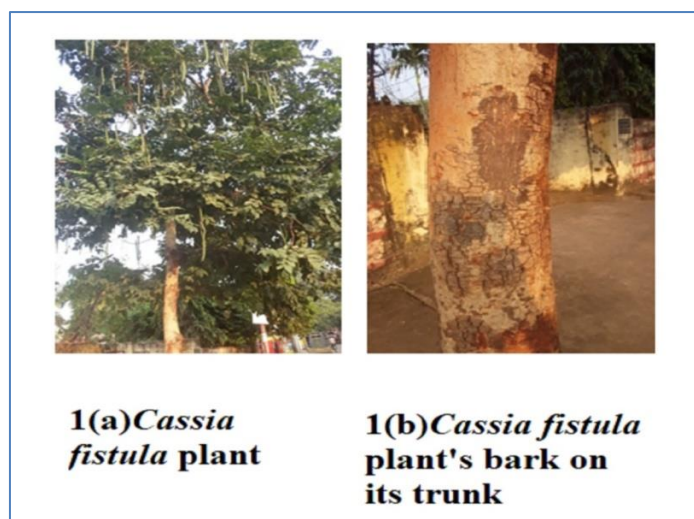 1(a)Cassia
fistula plant
1(b)Cassia fistula
plant's bark on
its trunk